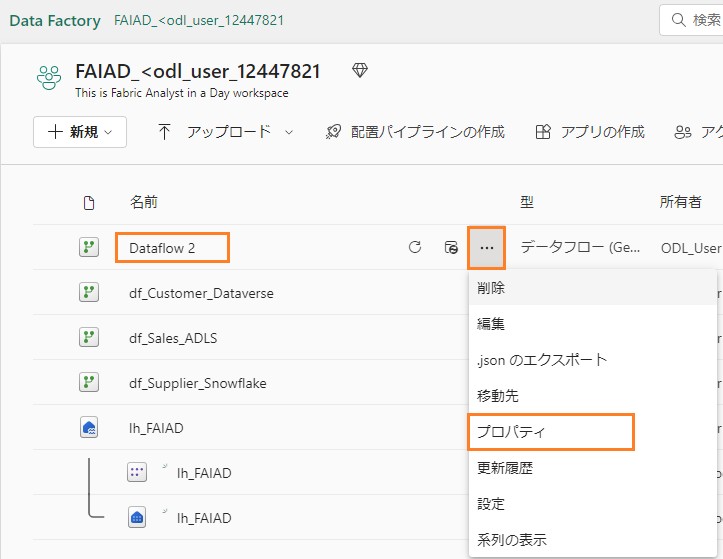 Data Factory FAIAD_<odl_user_12447821 検索
FAIAD_<odl_user_12447821
This is Fabric Analyst in a Day workspace
新規 アップロード 配置パイプラインの作成 アプリの作成 アク
名前 型 所有者
Dataflow 2 ... データフロー (Ge... ODL_User
削除
df_Customer_Dataverse
編集
df_Sales_ADLS
.json のエクスポート
df_Supplier_Snowflake
移動先
lh_FAIAD
プロパティ
lh_FAIAD
更新履歴
設定
lh_FAIAD
系列の表示